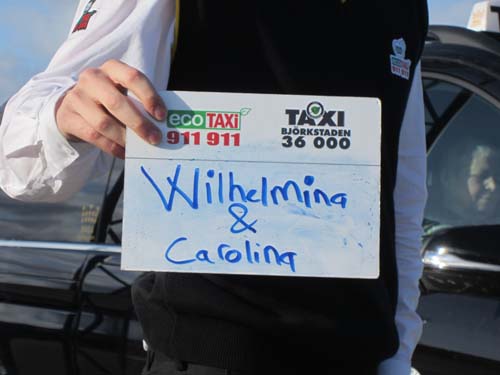 ecoTAXi
911 911
TAXI
BJÖRKSTADEN
36 000
Wilhelmina
&
Carolina